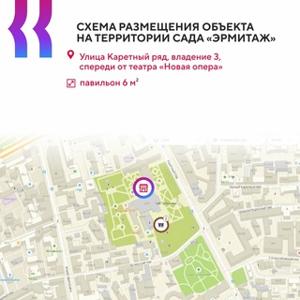 СХЕМА РАЗМЕЩЕНИЯ ОБЪЕКТА
НА ТЕРРИТОРИИ САДА «ЭРМИТАЖ»
Улица Каретный ряд, владение 3,
спереди от театра «Новая опера»
павильон 6 м²